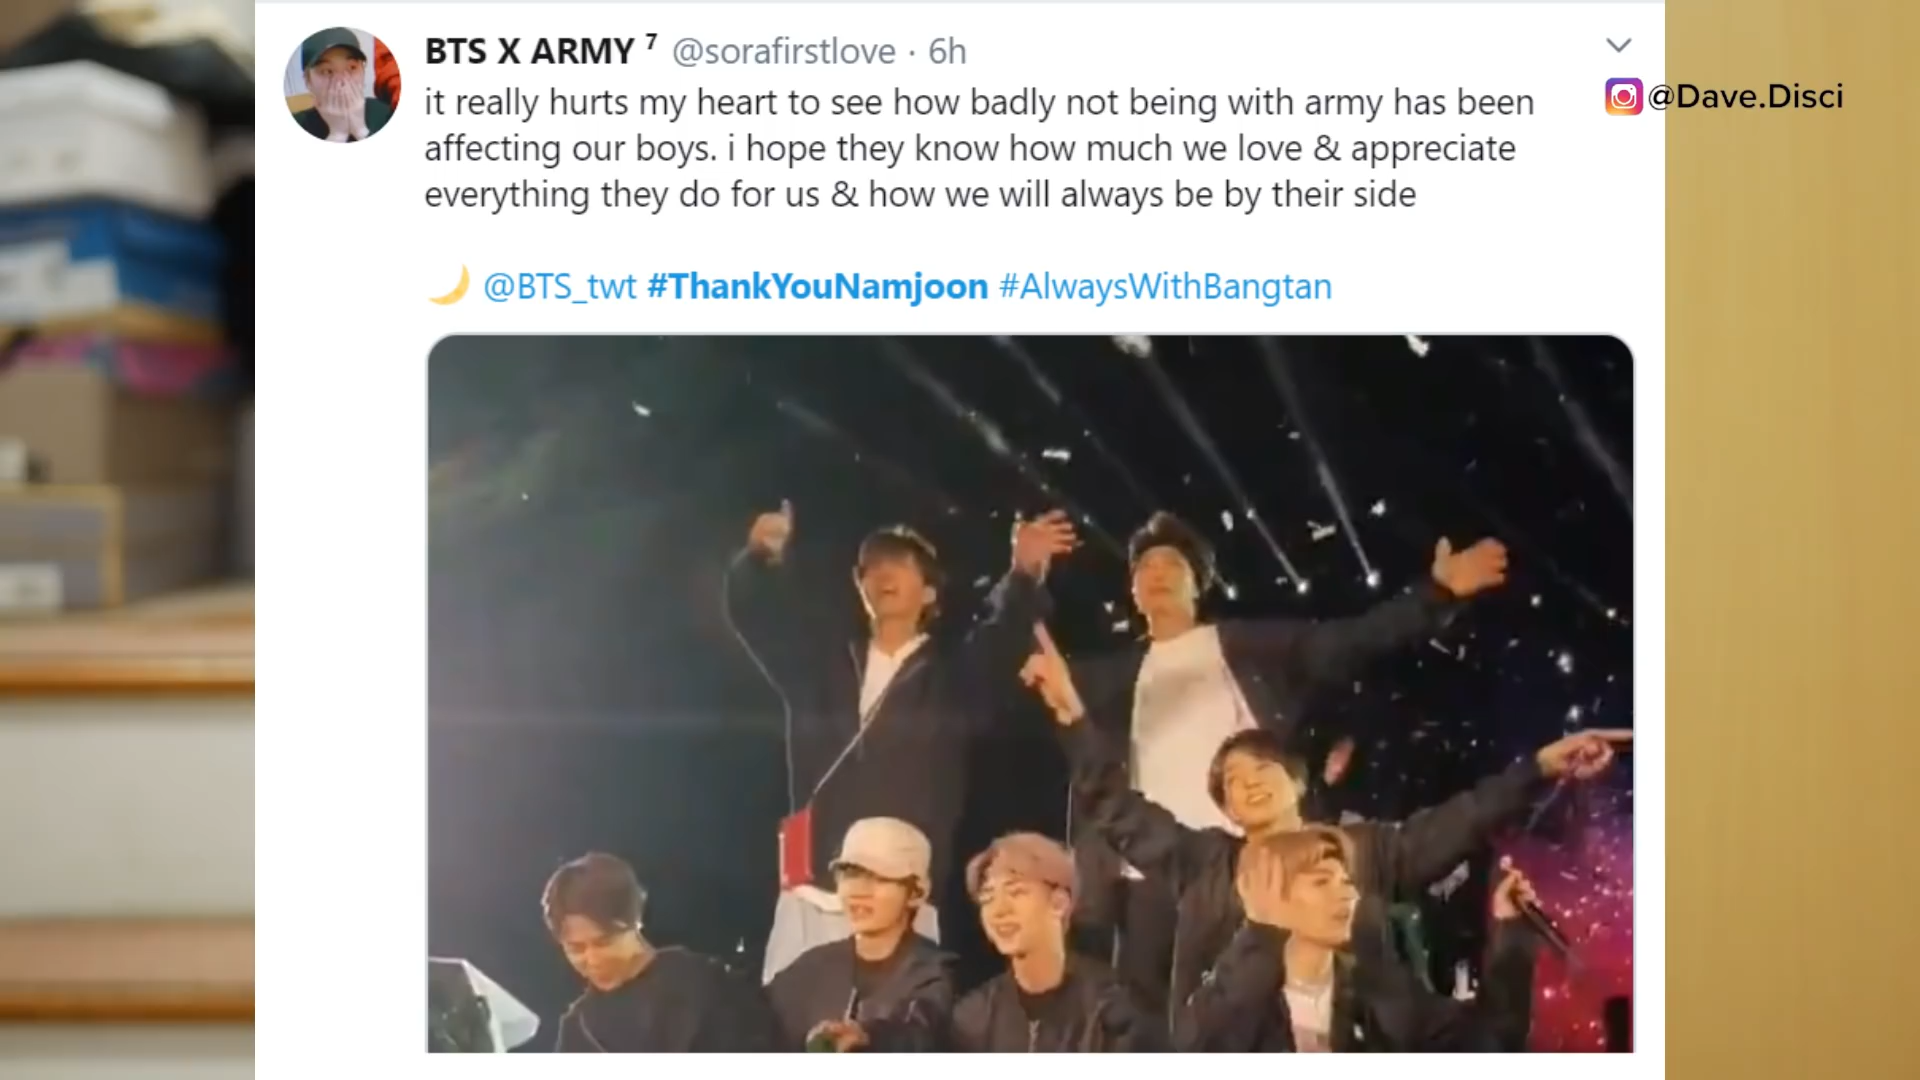 BTS X ARMY ⁷ @sorafirstlove · 6h
@Dave.Disci
it really hurts my heart to see how badly not being with army has been
affecting our boys. i hope they know how much we love & appreciate
everything they do for us & how we will always be by their side
🌙 @BTS_twt #ThankYouNamjoon #AlwaysWithBangtan